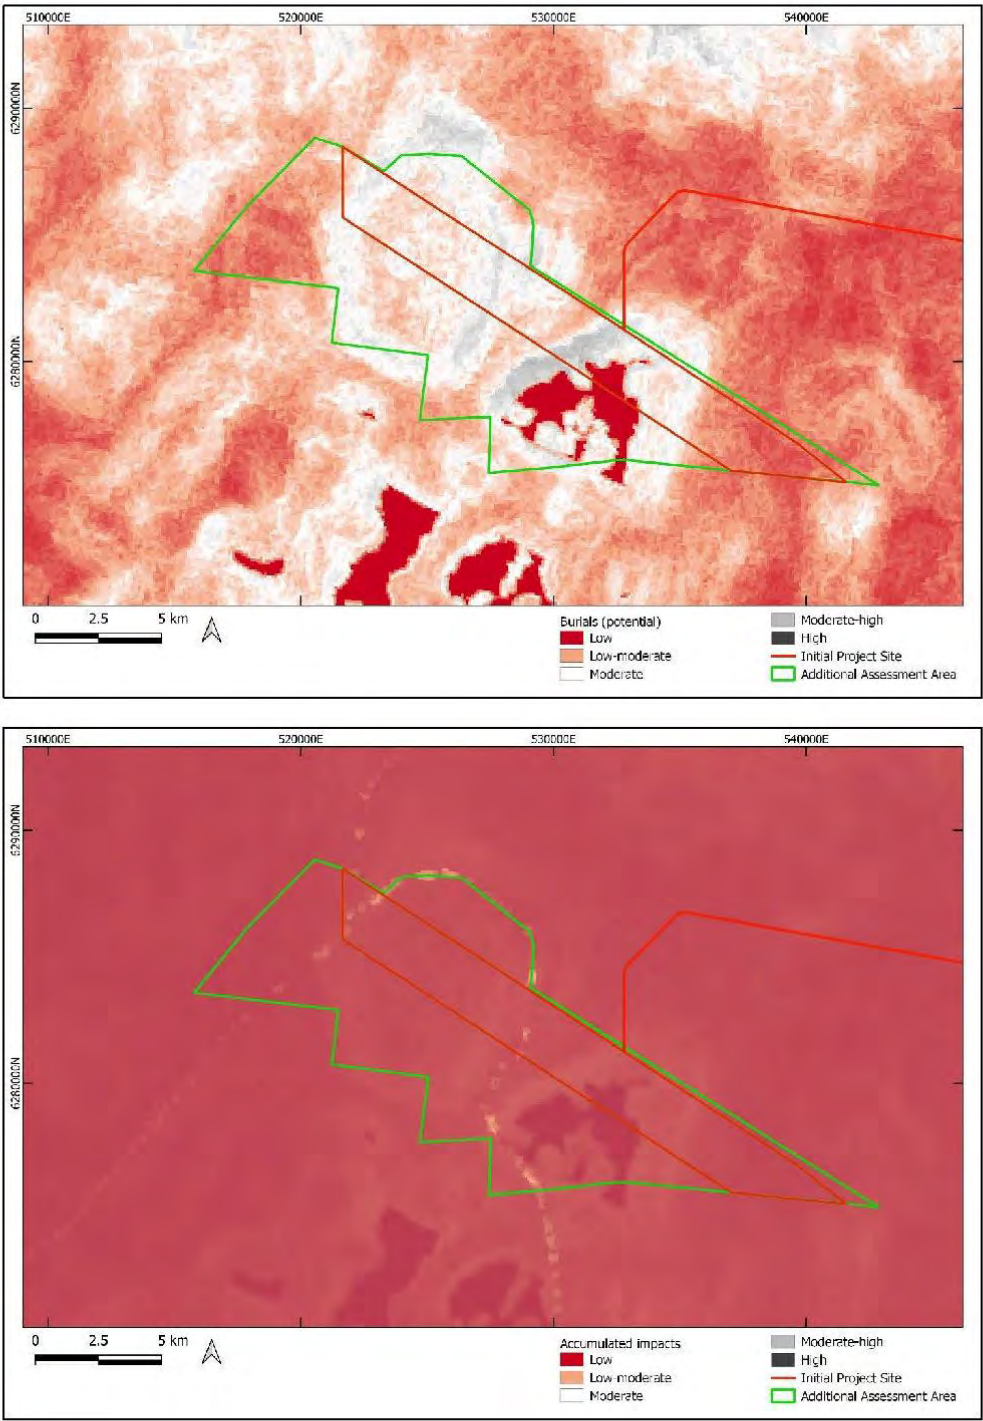 510000E 520000E 530000E 540000E
6290000N
6280000N
0 2.5 5 km
Burials (potential)
Low
Low-moderate
Moderate
Moderate-high
High
Initial Project Site
Additional Assessment Area
510000E 520000E 530000E 540000E
6290000N
6280000N
0 2.5 5 km
Accumulated impacts
Low
Low-moderate
Moderate
Moderate-high
High
Initial Project Site
Additional Assessment Area